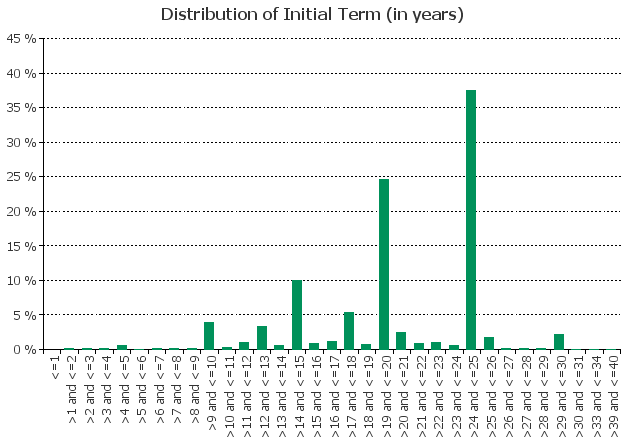 Distribution of Initial Term (in years)
45 %
40 %
35 %
30 %
25 %
20 %
15 %
10 %
5 %
0 %
<=1
>1 and <=2
>2 and <=3
>3 and <=4
>4 and <=5
>5 and <=6
>6 and <=7
>7 and <=8
>8 and <=9
>9 and <=10
>10 and <=11
>11 and <=12
>12 and <=13
>13 and <=14
>14 and <=15
>15 and <=16
>16 and <=17
>17 and <=18
>18 and <=19
>19 and <=20
>20 and <=21
>21 and <=22
>22 and <=23
>23 and <=24
>24 and <=25
>25 and <=26
>26 and <=27
>27 and <=28
>28 and <=29
>29 and <=30
>30 and <=31
>33 and <=34
>39 and <=40